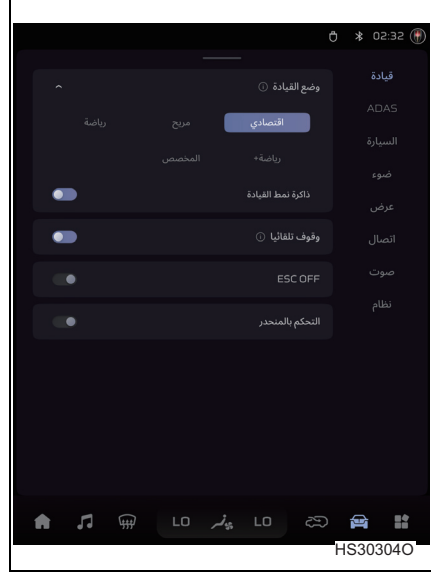 02:32
قيادة
ADAS
السيارة
ضوء
عرض
اتصال
صوت
نظام
وضع القيادة
اقتصادي
مريح
رياضة
رياضة+
المخصص
ذاكرة نمط القيادة
وقوف تلقائيا
ESC OFF
التحكم بالمنحدر
LO
LO
HS30304O